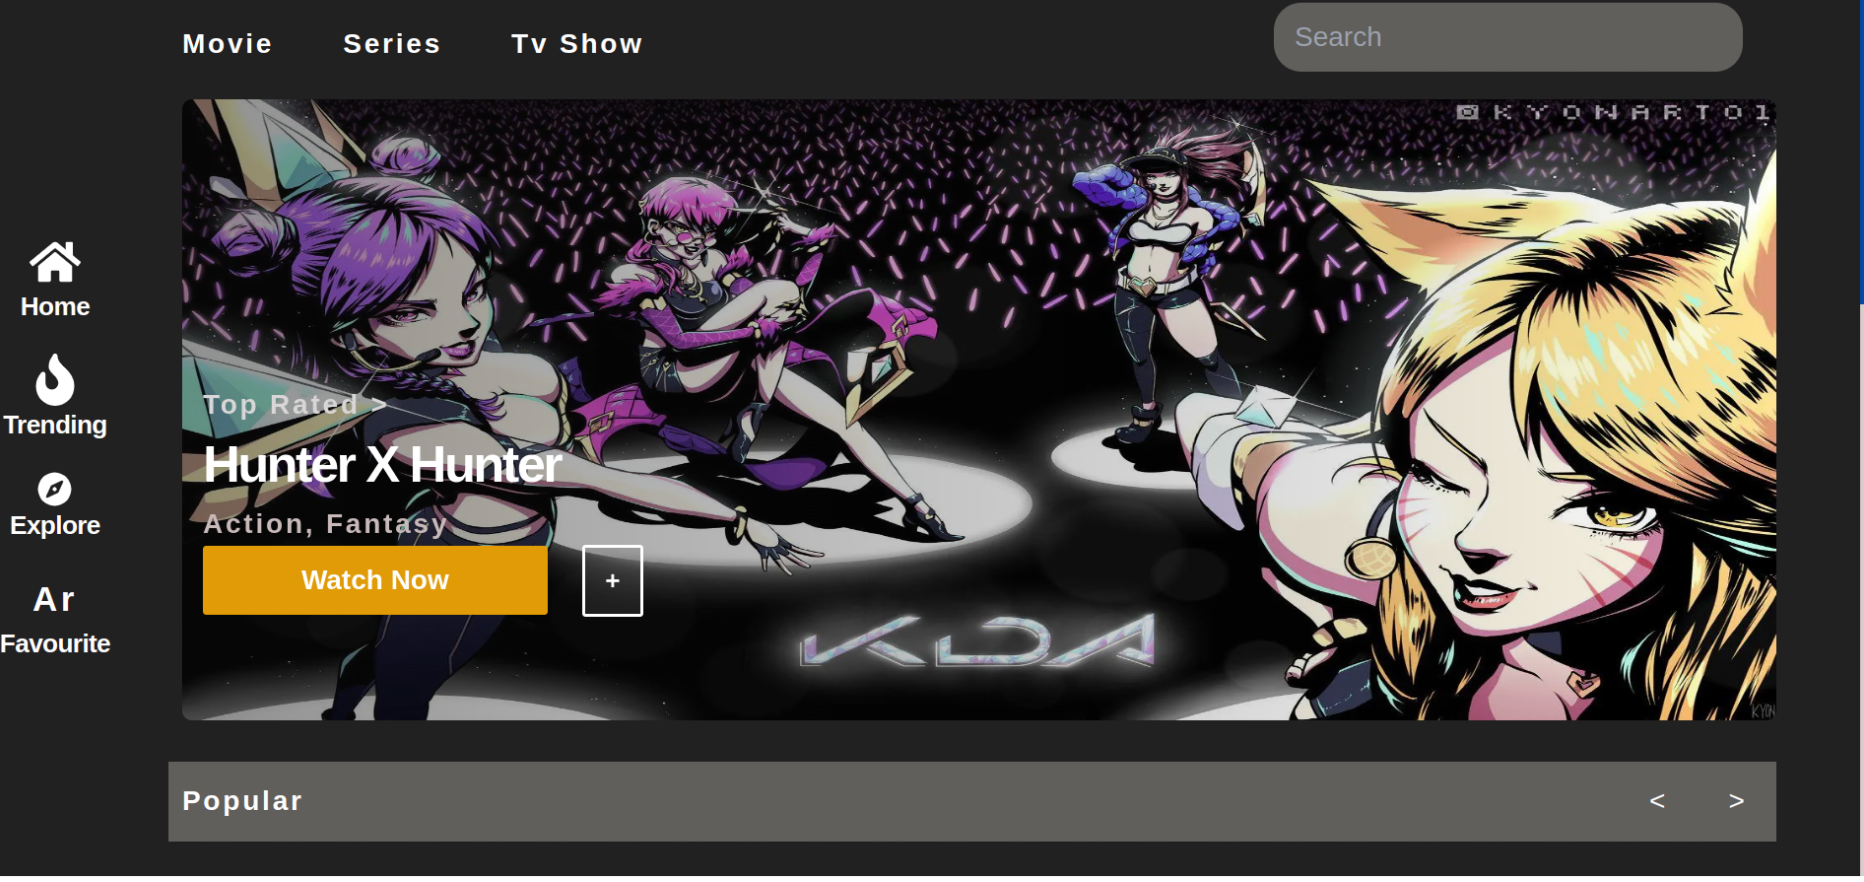 Movie Series Tv Show
Search
KYONART01
Home
Trending
Explore
Ar
Favourite
Top Rated >
Hunter X Hunter
Action, Fantasy
Watch Now
+
KDA
KYON
Popular
< >